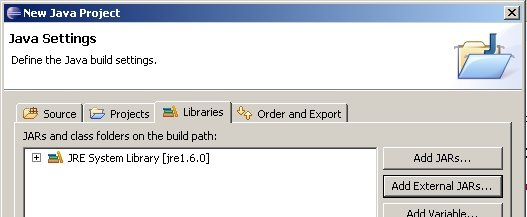 New Java Project
Java Settings
Define the Java build settings.
Source Projects Libraries Order and Export
JARs and class folders on the build path:
JRE System Library [jre1.6.0]
Add JARs...
Add External JARs...
Add Variable...